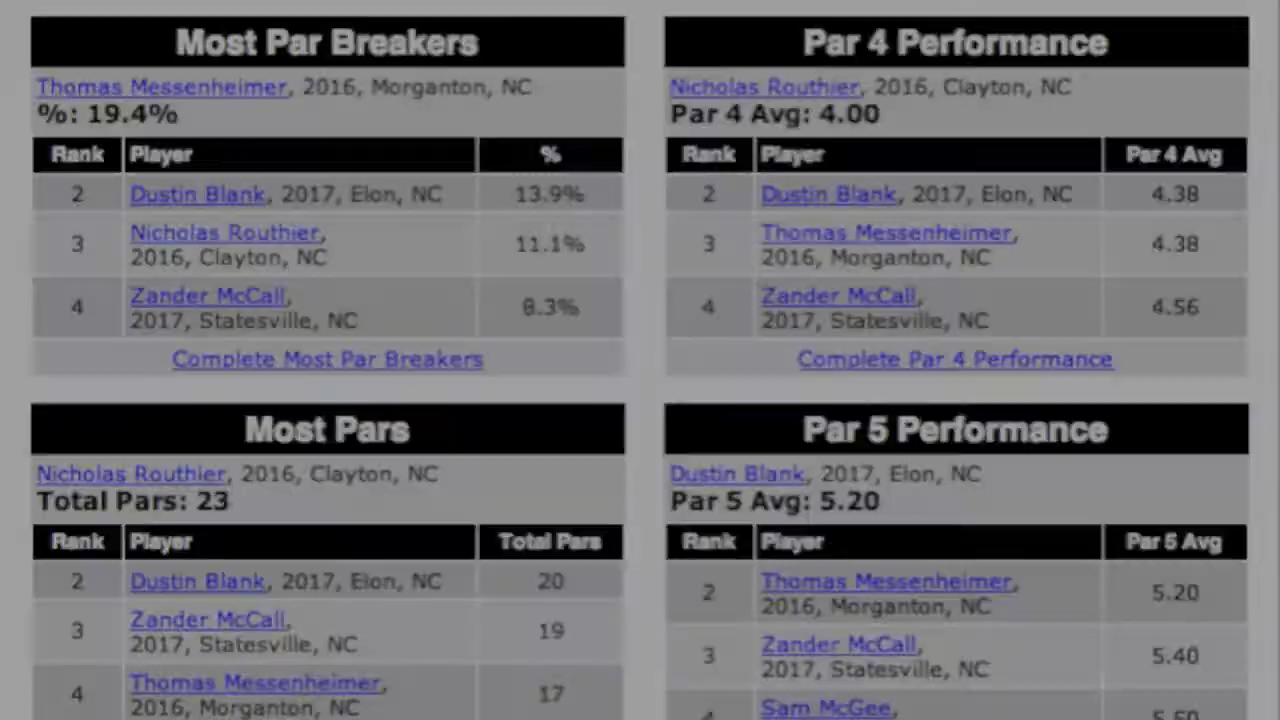 Most Par Breakers
Thomas Messenheimer, 2016, Morganton, NC
%: 19.4%
Rank Player %
2 Dustin Blank, 2017, Elon, NC 13.9%
3 Nicholas Routhier,
2016, Clayton, NC 11.1%
4 Zander McCall,
2017, Statesville, NC 8.3%
Complete Most Par Breakers
Par 4 Performance
Nicholas Routhier, 2016, Clayton, NC
Par 4 Avg: 4.00
Rank Player Par 4 Avg
2 Dustin Blank, 2017, Elon, NC 4.38
3 Thomas Messenheimer,
2016, Morganton, NC 4.38
4 Zander McCall,
2017, Statesville, NC 4.56
Complete Par 4 Performance
Most Pars
Nicholas Routhier, 2016, Clayton, NC
Total Pars: 23
Rank Player Total Pars
2 Dustin Blank, 2017, Elon, NC 20
3 Zander McCall,
2017, Statesville, NC 19
4 Thomas Messenheimer,
2016, Morganton, NC 17
Par 5 Performance
Dustin Blank, 2017, Elon, NC
Par 5 Avg: 5.20
Rank Player Par 5 Avg
2 Thomas Messenheimer,
2016, Morganton, NC 5.20
3 Zander McCall,
2017, Statesville, NC 5.40
Sam McGee,